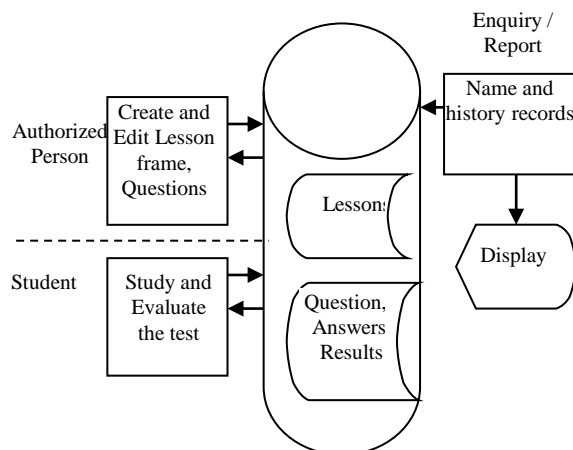 Enquiry /
Report
Authorized
Person
Create and
Edit Lesson
frame,
Questions
Name and
history records
Lessons
Display
Student
Study and
Evaluate
the test
Question,
Answers
Results